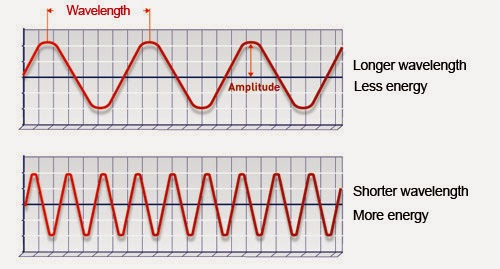 Wavelength
Amplitude
Longer wavelength
Less energy
Shorter wavelength
More energy